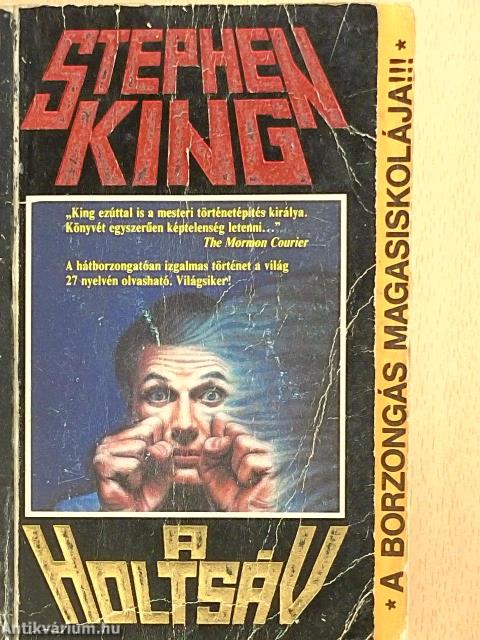 STEPHEN
KING
„King ezúttal is a mesteri történetépítés királya.
Könyvét egyszerűen képtelenség letenni...”
The Mormon Courier
A hátborzongatóan izgalmas történet a világ
27 nyelvén olvasható. Világsiker!
A
HOLTSÁV
* A BORZONGÁS MAGASISKOLÁJA!!! *
Antikvárium.hu